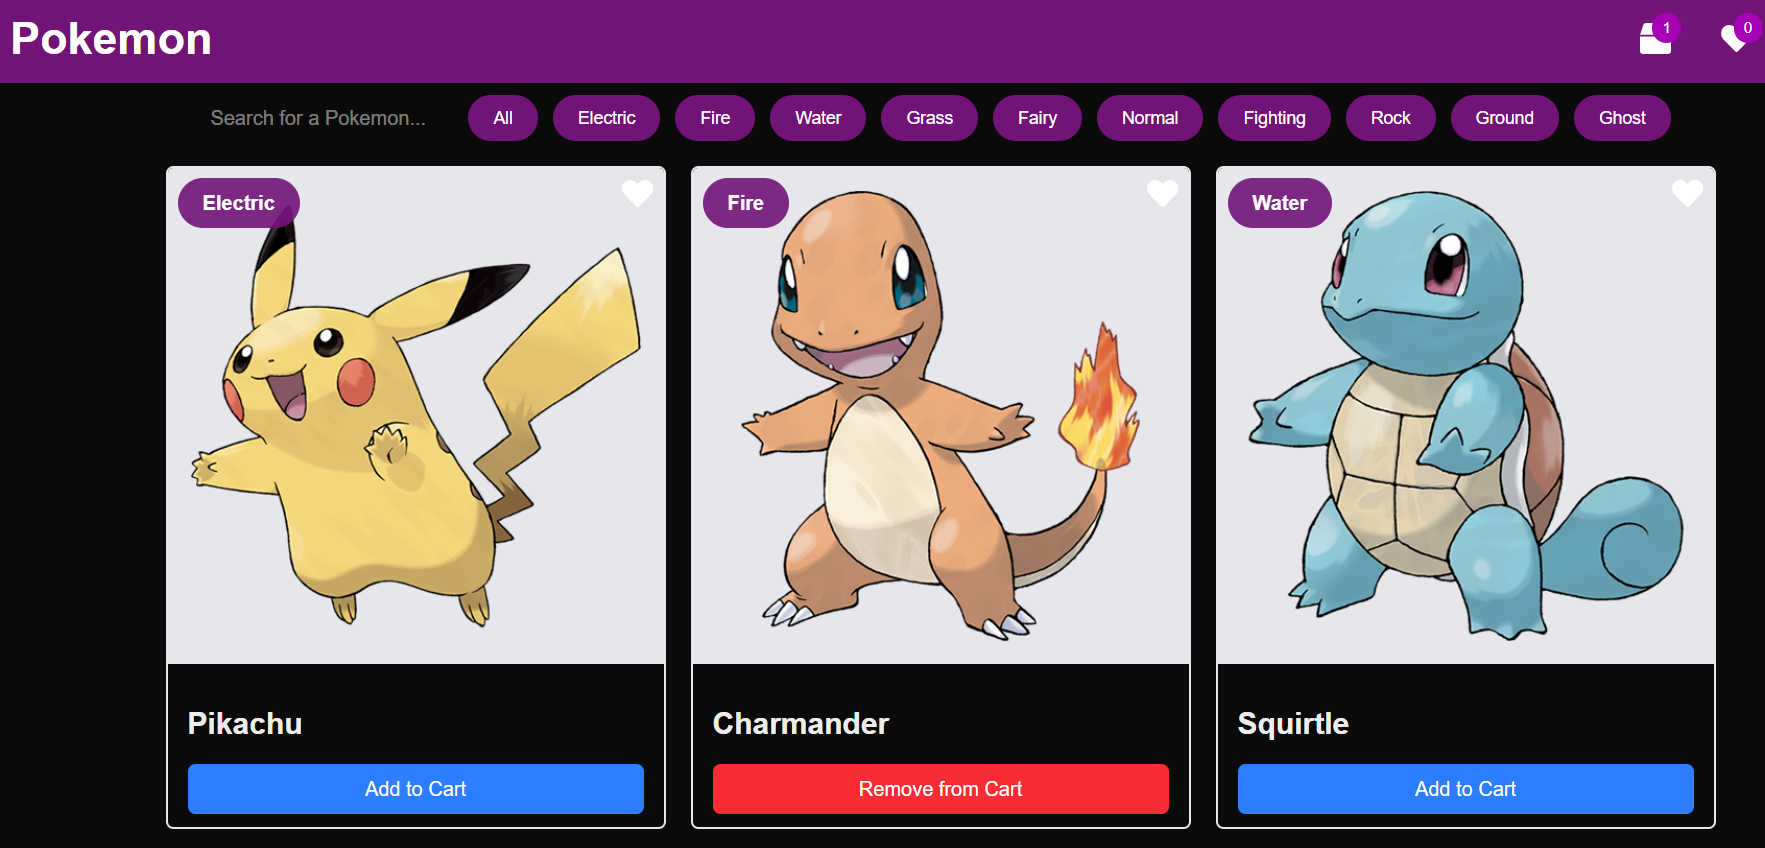 Pokemon 1 0
Search for a Pokemon... All Electric Fire Water Grass Fairy Normal Fighting Rock Ground Ghost
Electric Fire Water
Pikachu Charmander Squirtle
Add to Cart Remove from Cart Add to Cart